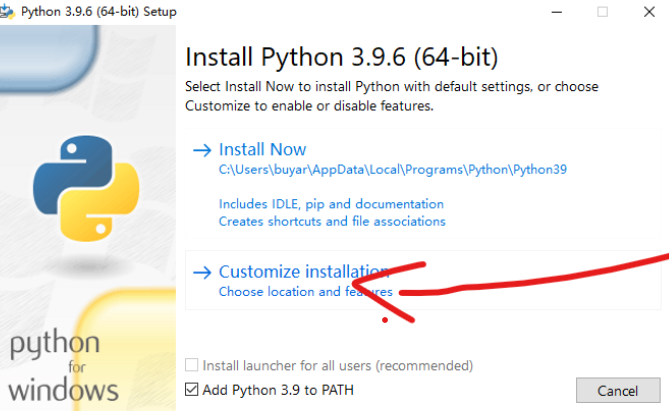 Python 3.9.6 (64-bit) Setup
Install Python 3.9.6 (64-bit)
Select Install Now to install Python with default settings, or choose
Customize to enable or disable features.
Install Now
C:\Users\buyar\AppData\Local\Programs\Python\Python39
Includes IDLE, pip and documentation
Creates shortcuts and file associations
Customize installation
Choose location and features
python
for
windows
Install launcher for all users (recommended)
Add Python 3.9 to PATH
Cancel